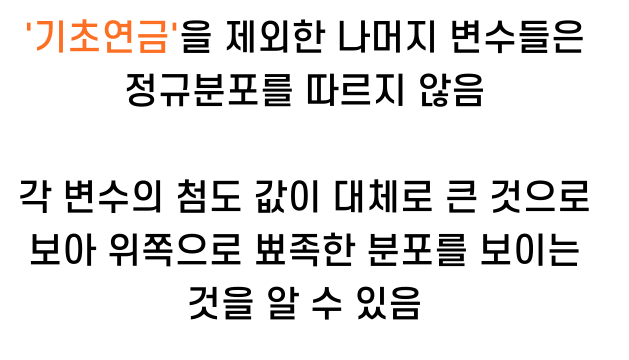 '기초연금'을 제외한 나머지 변수들은
정규분포를 따르지 않음
각 변수의 첨도 값이 대체로 큰 것으로
보아 위쪽으로 뾰족한 분포를 보이는
것을 알 수 있음